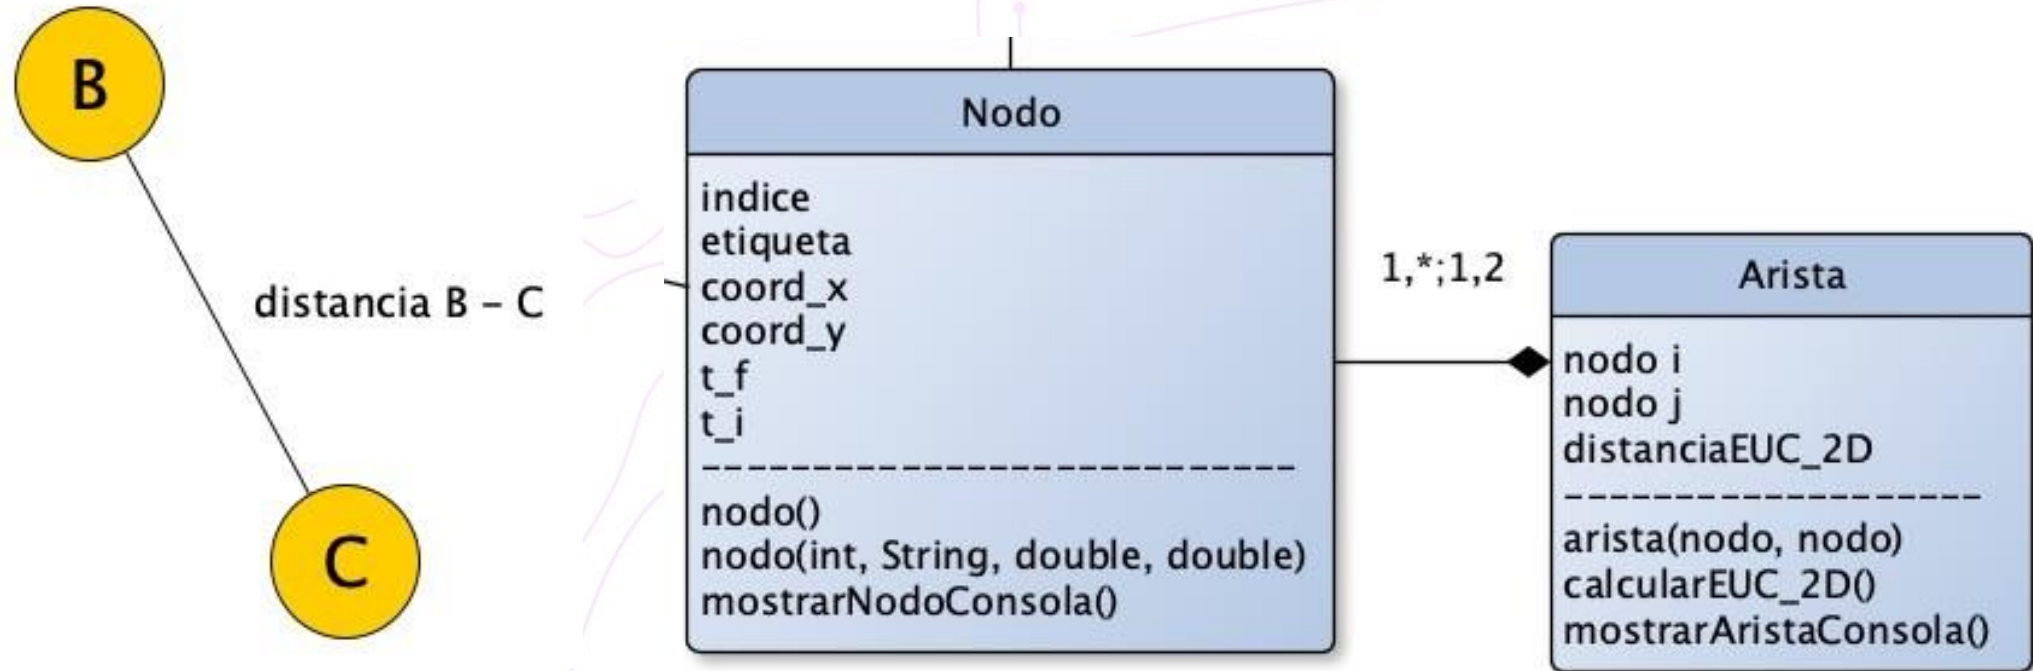 B
distancia B – C
C
Nodo
indice
etiqueta
coord_x
coord_y
t_f
t_i
nodo()
nodo(int, String, double, double)
mostrarNodoConsola()
1,*;1,2
Arista
nodo i
nodo j
distanciaEUC_2D
arista(nodo, nodo)
calcularEUC_2D()
mostrarAristaConsola()